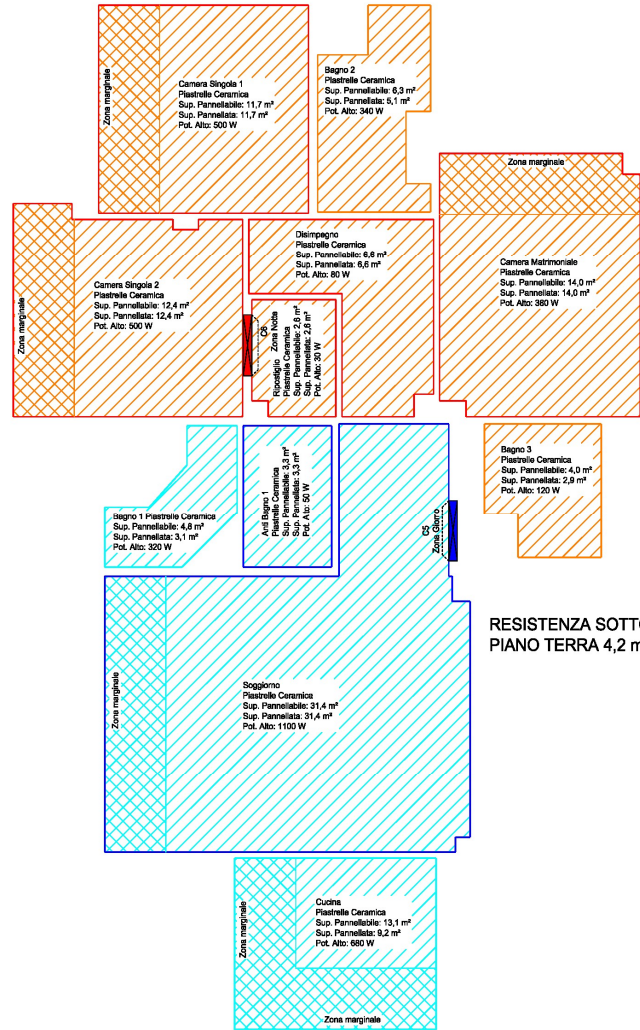 Zona marginale
Camera Singola 1
Piastrelle Ceramica
Sup. Pannellabile: 11,7 m²
Sup. Pannellata: 11,7 m²
Pot. Alto: 500 W
Bagno 2
Piastrelle Ceramica
Sup. Pannellabile: 6,3 m²
Sup. Pannellata: 5,1 m²
Pot. Alto: 340 W
Zona marginale
Camera Matrimoniale
Piastrelle Ceramica
Sup. Pannellabile: 14,0 m²
Sup. Pannellata: 14,0 m²
Pot. Alto: 380 W
Zona marginale
Camera Singola 2
Piastrelle Ceramica
Sup. Pannellabile: 12,4 m²
Sup. Pannellata: 12,4 m²
Pot. Alto: 500 W
Disimpegno
Piastrelle Ceramica
Sup. Pannellabile: 6,6 m²
Sup. Pannellata: 6,6 m²
Pot. Alto: 80 W
C6
Zona Notte
Ripostiglio
Piastrelle Ceramica
Sup. Pannellabile: 2,6 m²
Sup. Pannellata: 2,6 m²
Pot. Alto: 30 W
Bagno 1 Piastrelle Ceramica
Sup. Pannellabile: 4,8 m²
Sup. Pannellata: 3,1 m²
Pot. Alto: 320 W
Anti Bagno 1
Piastrelle Ceramica
Sup. Pannellabile: 3,3 m²
Sup. Pannellata: 3,3 m²
Pot. Alto: 50 W
C5
Zona Giorno
Bagno 3
Piastrelle Ceramica
Sup. Pannellabile: 4,0 m²
Sup. Pannellata: 2,9 m²
Pot. Alto: 120 W
RESISTENZA SOTTO
PIANO TERRA 4,2 m
Zona marginale
Soggiorno
Piastrelle Ceramica
Sup. Pannellabile: 31,4 m²
Sup. Pannellata: 31,4 m²
Pot. Alto: 1100 W
Zona marginale
Cucina
Piastrelle Ceramica
Sup. Pannellabile: 13,1 m²
Sup. Pannellata: 9,2 m²
Pot. Alto: 680 W
Zona marginale